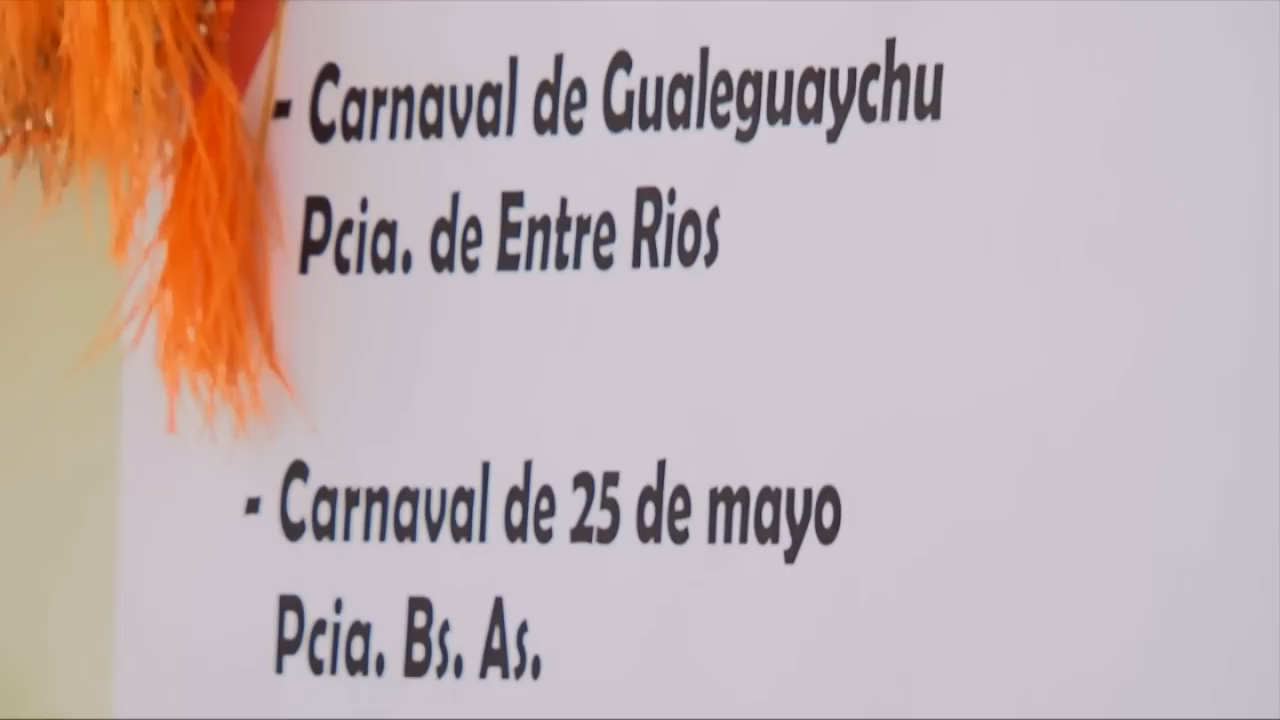 - Carnaval de Gualeguaychu
Pcia. de Entre Rios
- Carnaval de 25 de mayo
Pcia. Bs. As.